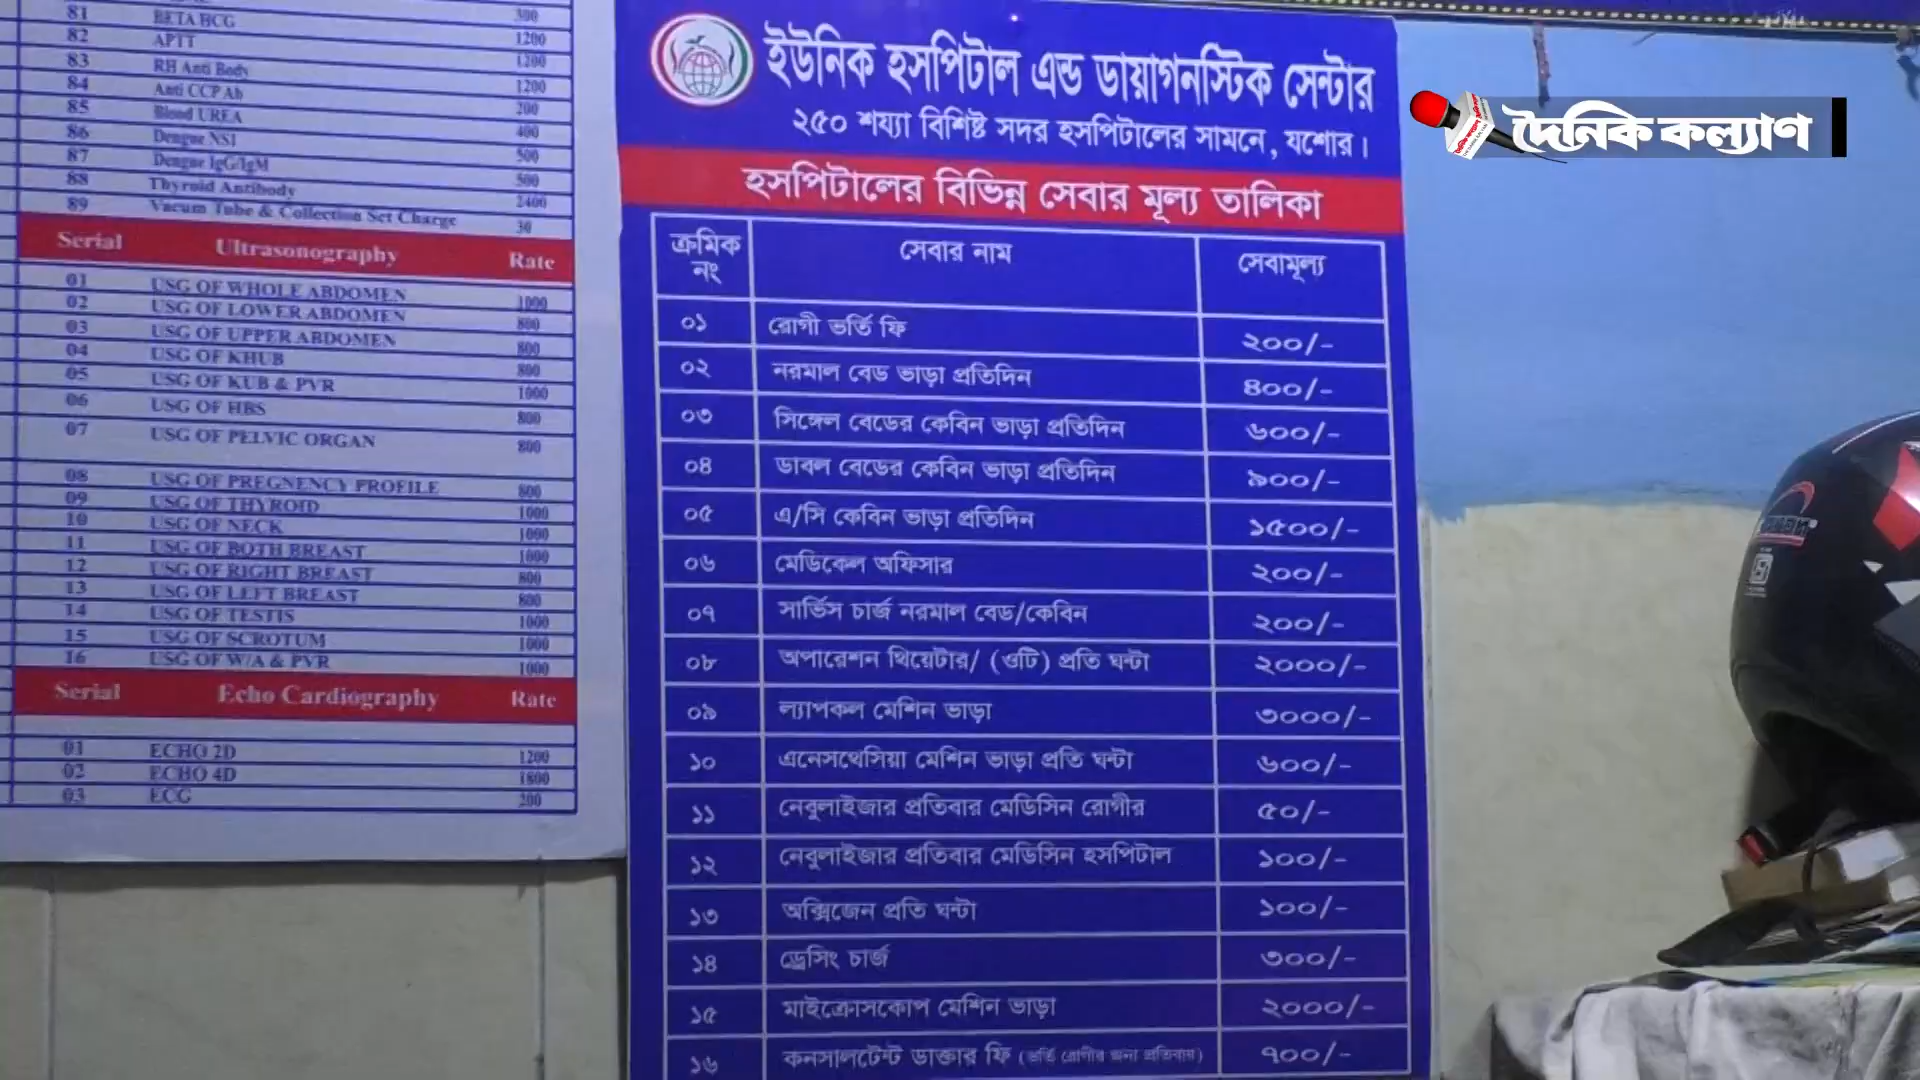 81 BETA HCG 300
82 APTT 1200
83 RH Anti Body 1200
84 Anti CCP Ab 1200
85 Blood UREA 200
86 Dengue NS1 400
87 Dengue IgG/IgM 500
88 Thyroid Antibody 2400
89 Vacum Tube & Collection Set Charge 30
Serial Ultrasonography Rate
01 USG OF WHOLE ABDOMEN 1000
02 USG OF LOWER ABDOMEN 800
03 USG OF UPPER ABDOMEN 800
04 USG OF KHUB 800
05 USG OF KUB & PVR 1000
06 USG OF HBS 800
07 USG OF PELVIC ORGAN 800
08 USG OF PREGNENCY PROFILE 800
09 USG OF THYROID 1000
10 USG OF NECK 1000
11 USG OF BOTH BREAST 1000
12 USG OF RIGHT BREAST 800
13 USG OF LEFT BREAST 800
14 USG OF TESTIS 1000
15 USG OF SCROTUM 1000
16 USG OF W/A & PVR 1000
Serial Echo Cardiography Rate
01 ECHO 2D 1200
02 ECHO 4D 1800
03 ECG 200
ইউনিক হসপিটাল এন্ড ডায়াগনস্টিক সেন্টার
২৫০ শয্যা বিশিষ্ট সদর হসপিটালের সামনে, যশোর।
হসপিটালের বিভিন্ন সেবার মূল্য তালিকা
ক্রমিক নং সেবার নাম সেবামূল্য
০১ রোগী ভর্তি ফি ২০০/-
০২ নরমাল বেড ভাড়া প্রতিদিন ৪০০/-
০৩ সিঙ্গেল বেডের কেবিন ভাড়া প্রতিদিন ৬০০/-
০৪ ডাবল বেডের কেবিন ভাড়া প্রতিদিন ৯০০/-
০৫ এ/সি কেবিন ভাড়া প্রতিদিন ১৫০০/-
০৬ মেডিকেল অফিসার ২০০/-
০৭ সার্ভিস চার্জ নরমাল বেড/কেবিন ২০০/-
০৮ অপারেশন থিয়েটার/ (ওটি) প্রতি ঘন্টা ২০০০/-
০৯ ল্যাপকল মেশিন ভাড়া ৩০০০/-
১০ এনেসথেসিয়া মেশিন ভাড়া প্রতি ঘন্টা ৬০০/-
১১ নেবুলাইজার প্রতিবার মেডিসিন রোগীর ৫০/-
১২ নেবুলাইজার প্রতিবার মেডিসিন হসপিটাল ১০০/-
১৩ অক্সিজেন প্রতি ঘন্টা ১০০/-
১৪ ড্রেসিং চার্জ ৩০০/-
১৫ মাইক্রোসকোপ মেশিন ভাড়া ২০০০/-
১৬ কনসালটেন্ট ডাক্তার ফি (ভর্তি রোগীর জন্য প্রতিবার) ৭০০/-
দৈনিক কল্যাণ